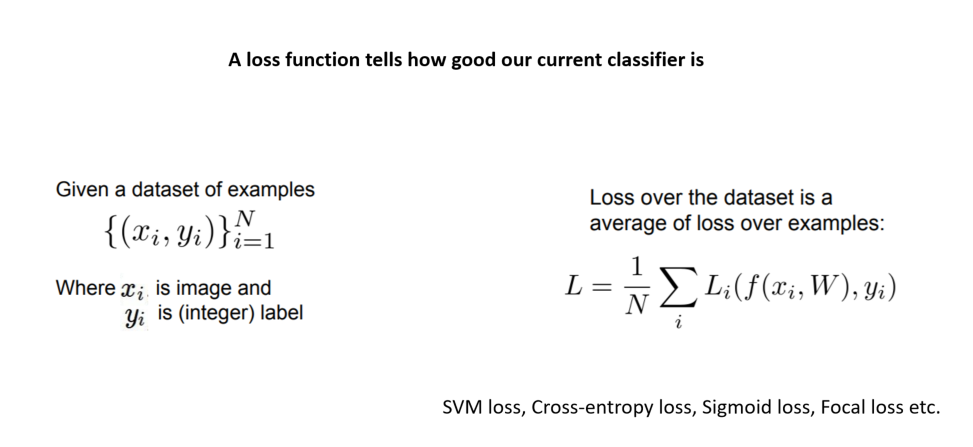 A loss function tells how good our current classifier is
Given a dataset of examples
{(x_i, y_i)}_{i=1}^N
Where x_i is image and
y_i is (integer) label
Loss over the dataset is a
average of loss over examples:
L = \frac{1}{N} \sum_i L_i(f(x_i, W), y_i)
SVM loss, Cross-entropy loss, Sigmoid loss, Focal loss etc.